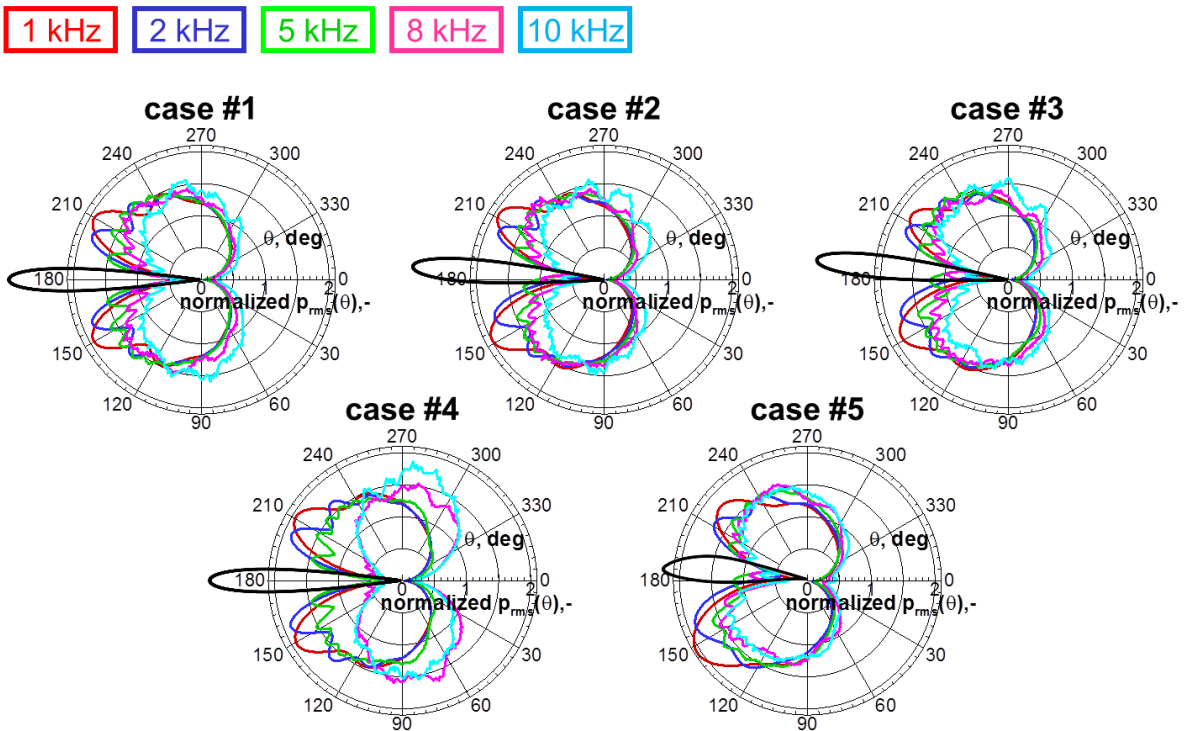 1 kHz 2 kHz 5 kHz 8 kHz 10 kHz
case #1 case #2 case #3
270 270 270
240 300 240 300 240 300
210 330 210 330 210 330
θ, deg θ, deg θ, deg
180 0 1 2 0 180 0 1 2 0 180 0 1 2 0
normalized prms(θ),- normalized prms(θ),- normalized prms(θ),-
150 30 150 30 150 30
120 60 120 60 120 60
90 90 90
case #4 case #5
270 270
240 300 240 300
210 330 210 330
θ, deg θ, deg
180 0 1 2 0 180 0 1 2 0
normalized prms(θ),- normalized prms(θ),-
150 30 150 30
120 60 120 60
90 90